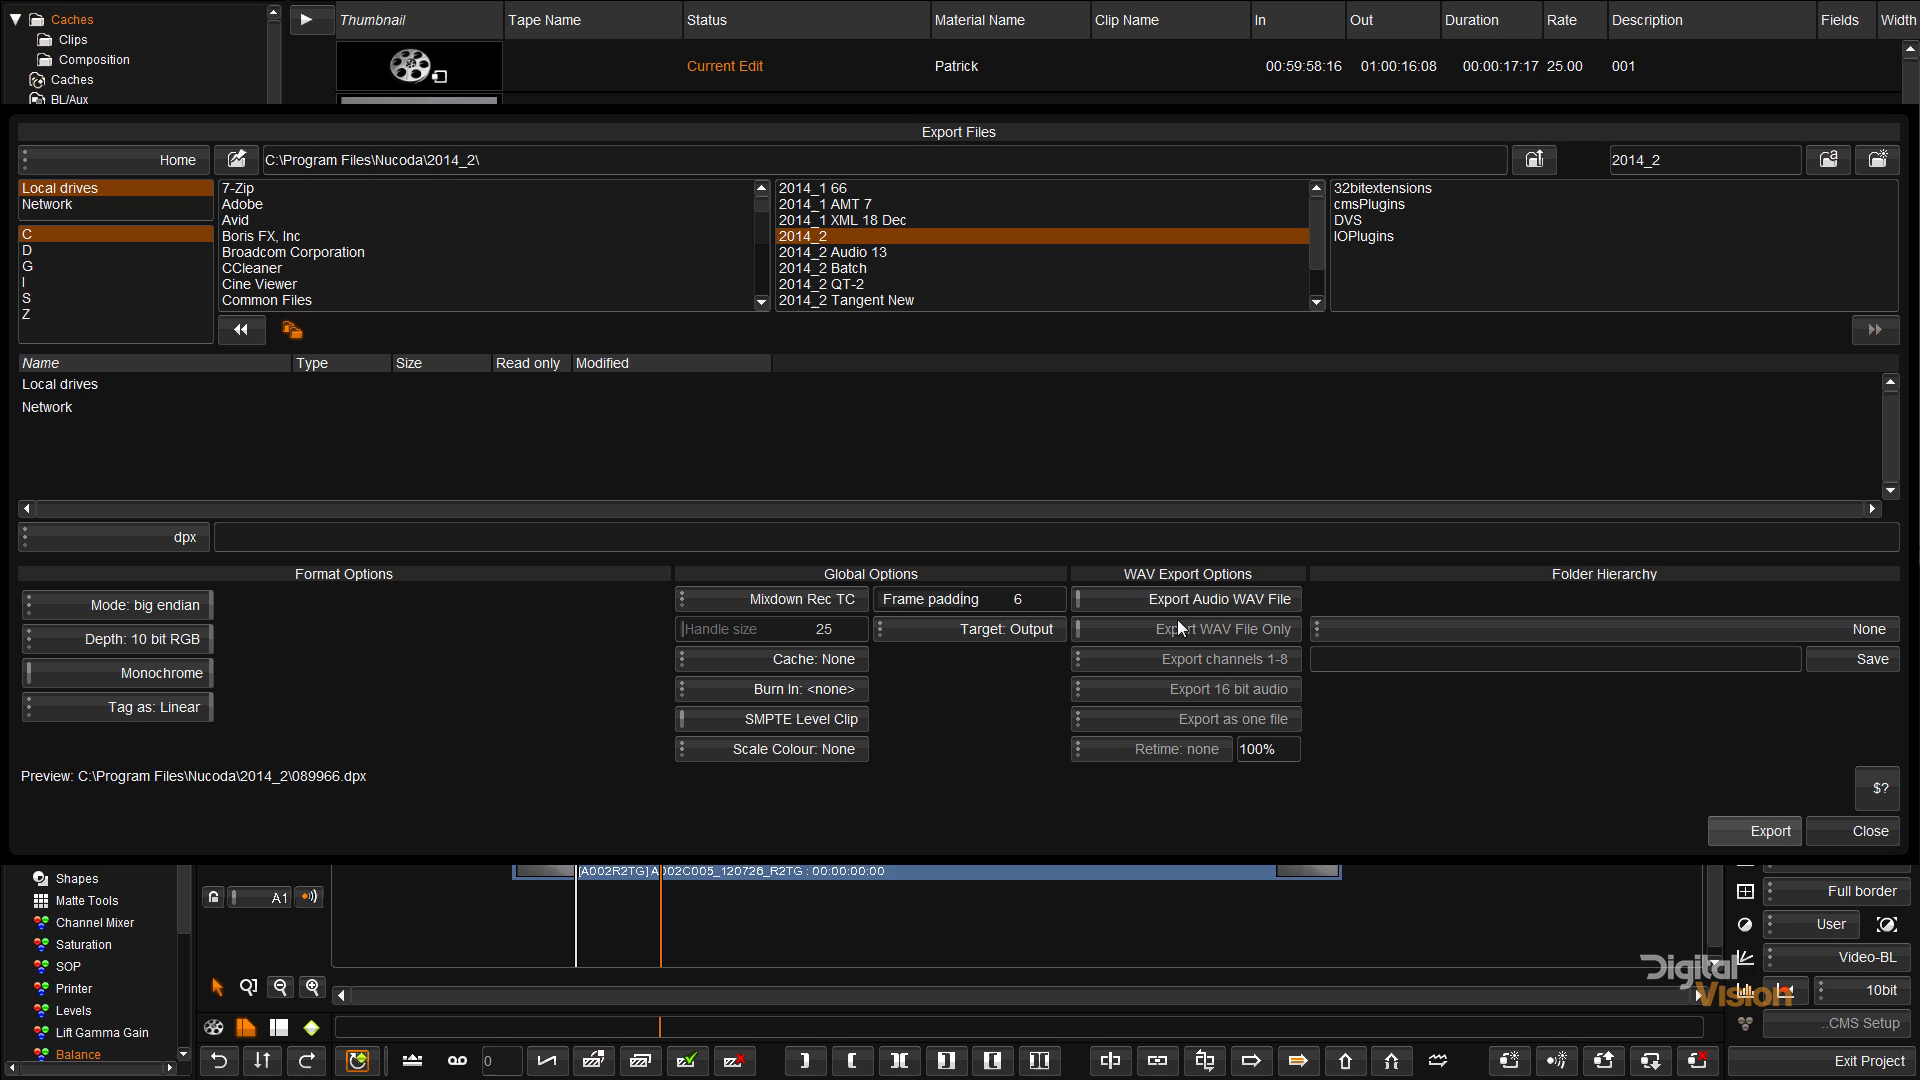 Caches
Clips
Composition
Caches
BL/Aux
Thumbnail Tape Name Status Material Name Clip Name In Out Duration Rate Description Fields Width
Current Edit Patrick 00:59:58:16 01:00:16:08 00:00:17:17 25.00 001
Export Files
Home C:\Program Files\Nucoda\2014_2\ 2014_2
Local drives
Network
C
D
G
I
S
Z
7-Zip
Adobe
Avid
Boris FX, Inc
Broadcom Corporation
CCleaner
Cine Viewer
Common Files
2014_1 66
2014_1 AMT 7
2014_1 XML 18 Dec
2014_2
2014_2 Audio 13
2014_2 Batch
2014_2 QT-2
2014_2 Tangent New
32bitextensions
cmsPlugins
DVS
IOPlugins
Name Type Size Read only Modified
Local drives
Network
dpx
Format Options
Mode: big endian
Depth: 10 bit RGB
Monochrome
Tag as: Linear
Global Options
Mixdown Rec TC Frame padding 6
Handle size 25 Target: Output
Cache: None
Burn In: <none>
SMPTE Level Clip
Scale Colour: None
WAV Export Options
Export Audio WAV File
Export WAV File Only
Export channels 1-8
Export 16 bit audio
Export as one file
Retime: none 100%
Folder Hierarchy
None
Save
Preview: C:\Program Files\Nucoda\2014_2\089966.dpx
$?
Export Close
Shapes
Matte Tools
Channel Mixer
Saturation
SOP
Printer
Levels
Lift Gamma Gain
Balance
A1
[A002R2TG] A002C005_120726_R2TG : 00:00:00:00
0
Full border
User
Video-BL
10bit
..CMS Setup
Exit Project
Digital
Vision